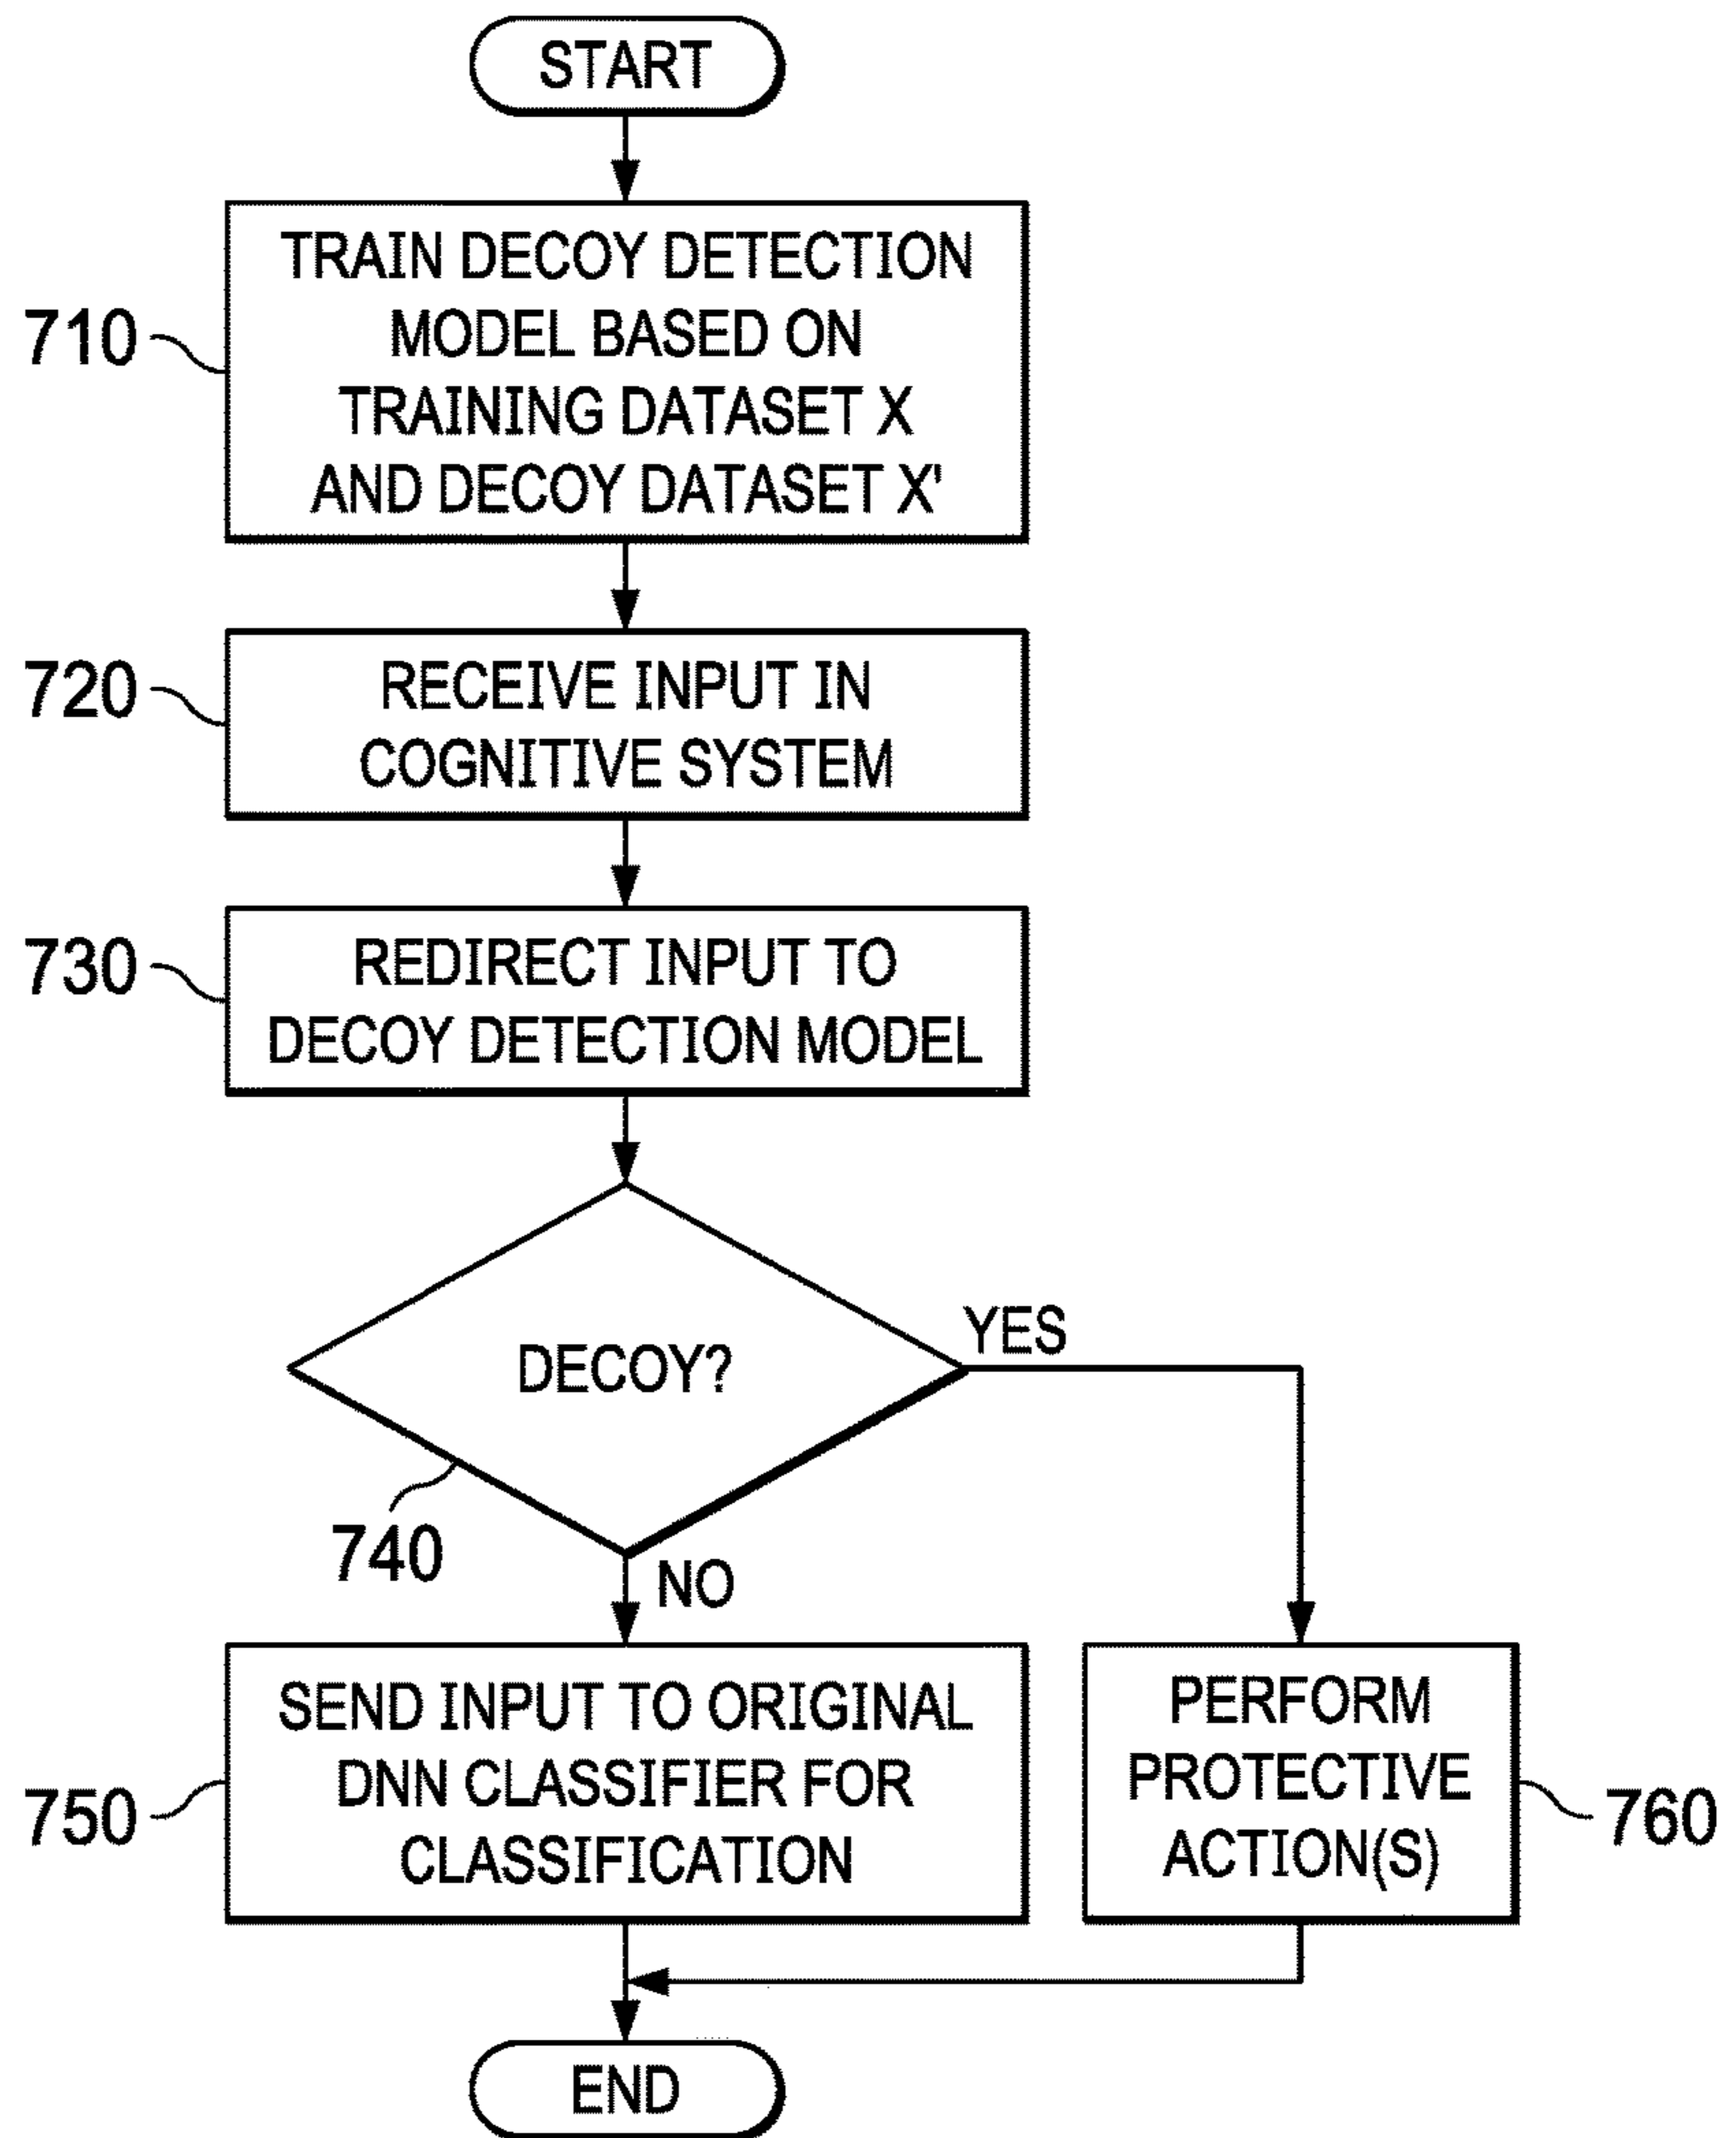 START
710
TRAIN DECOY DETECTION
MODEL BASED ON
TRAINING DATASET X
AND DECOY DATASET X'
720
RECEIVE INPUT IN
COGNITIVE SYSTEM
730
REDIRECT INPUT TO
DECOY DETECTION MODEL
DECOY?
YES
740
NO
750
SEND INPUT TO ORIGINAL
DNN CLASSIFIER FOR
CLASSIFICATION
PERFORM
PROTECTIVE
ACTION(S)
760
END